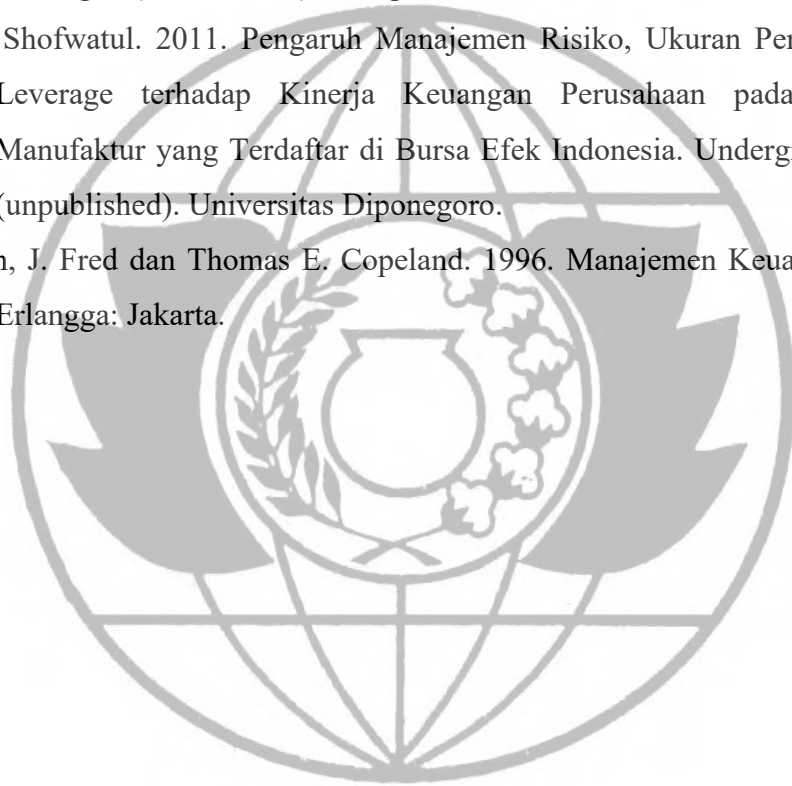 Shofwatul. 2011. Pengaruh Manajemen Risiko, Ukuran Per
Leverage terhadap Kinerja Keuangan Perusahaan pada
Manufaktur yang Terdaftar di Bursa Efek Indonesia. Underg
(unpublished). Universitas Diponegoro.
n, J. Fred dan Thomas E. Copeland. 1996. Manajemen Keua
Erlangga: Jakarta.